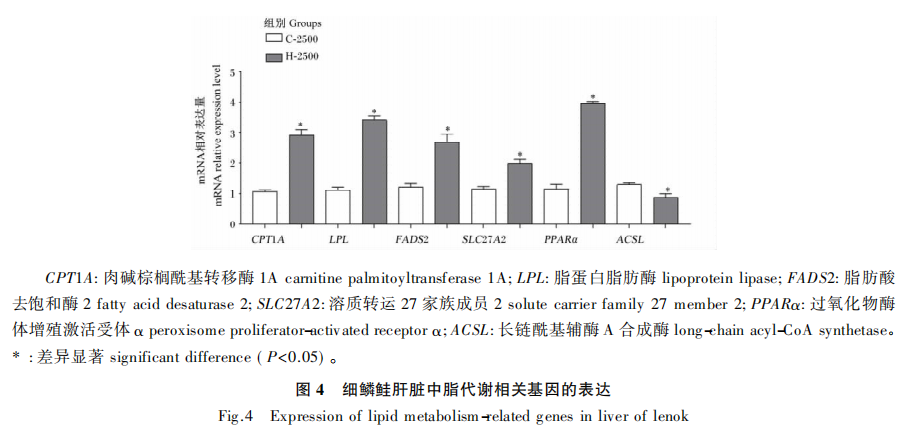 组别 Groups
C-2500
H-2500
mRNA相对表达量
mRNA relative expression level
5
4
3
2
1
0
* * * * * *
CPT1A LPL FADS2 SLC27A2 PPARα ACSL
CPT1A: 肉碱棕榈酰基转移酶 1A carnitine palmitoyltransferase 1A; LPL: 脂蛋白脂肪酶 lipoprotein lipase; FADS2: 脂肪酸
去饱和酶 2 fatty acid desaturase 2; SLC27A2: 溶质转运 27 家族成员 2 solute carrier family 27 member 2; PPARα: 过氧化物酶
体增殖激活受体 α peroxisome proliferator-activated receptor α; ACSL: 长链酰基辅酶 A 合成酶 long-chain acyl-CoA synthetase。
* : 差异显著 significant difference ( P<0.05) 。
图 4 细鳞鲑肝脏中脂代谢相关基因的表达
Fig.4 Expression of lipid metabolism-related genes in liver of lenok